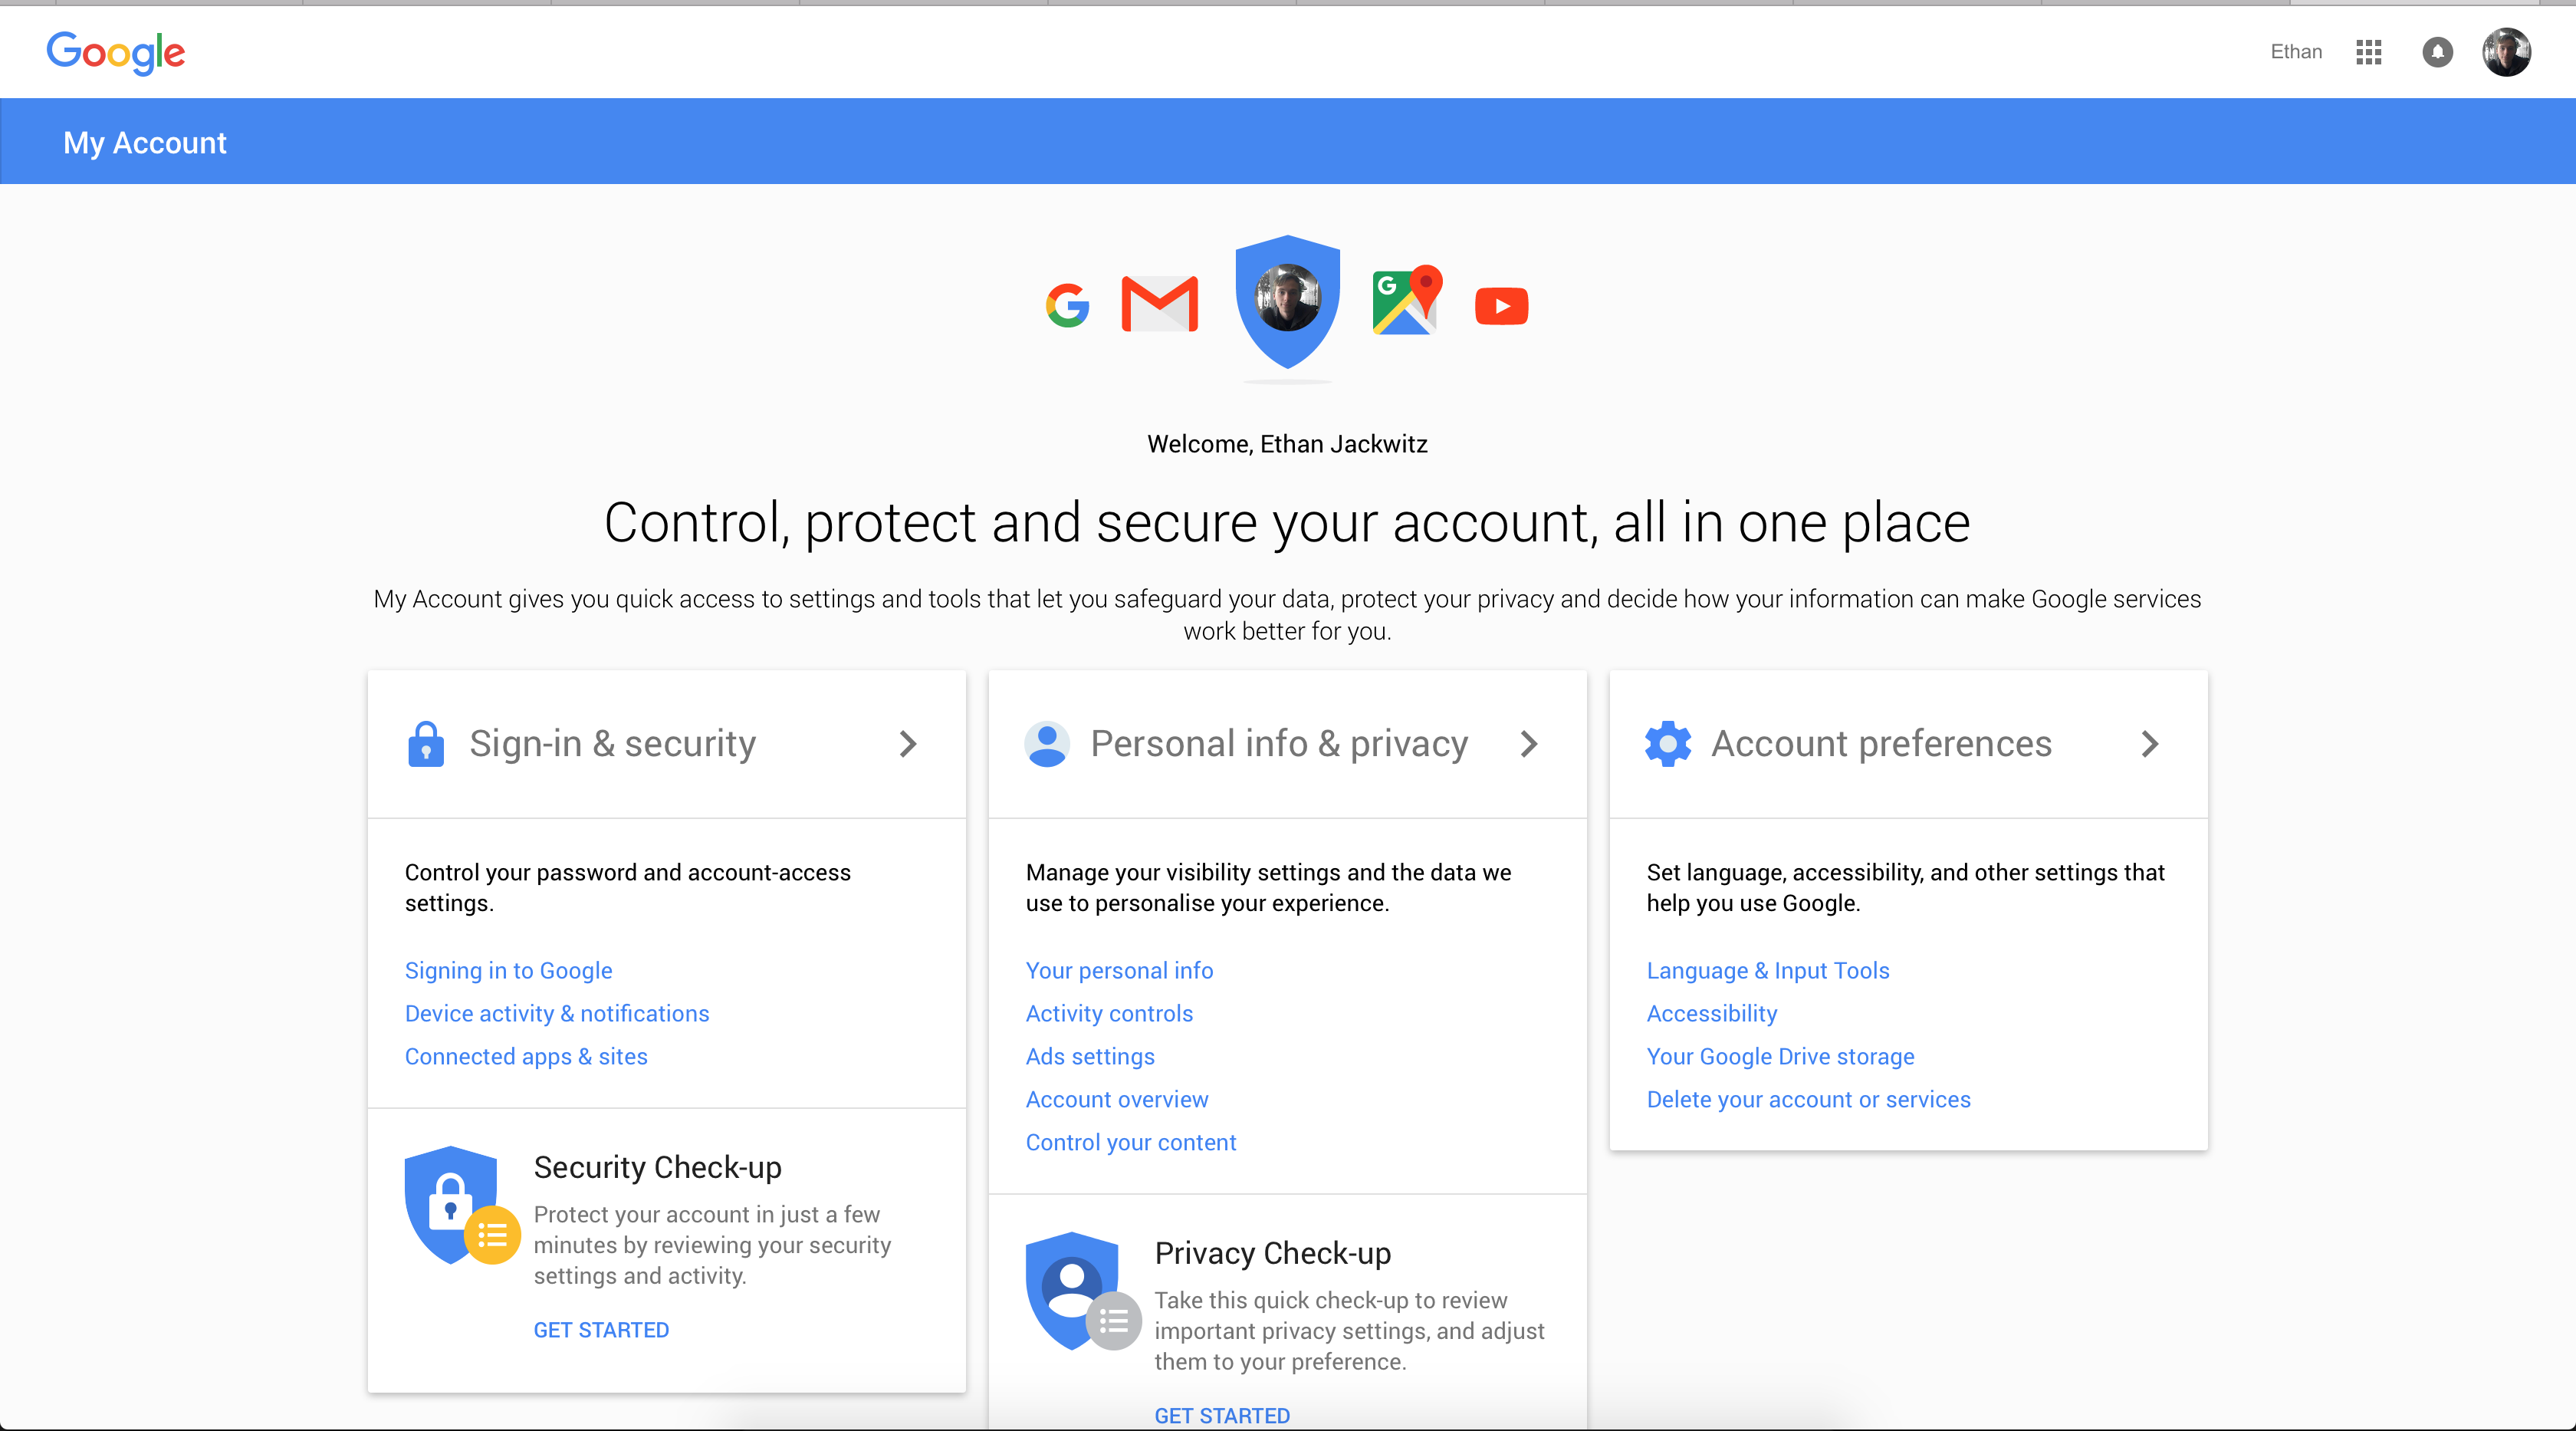 Google
Ethan
My Account
G
G
Welcome, Ethan Jackwitz
Control, protect and secure your account, all in one place
My Account gives you quick access to settings and tools that let you safeguard your data, protect your privacy and decide how your information can make Google services
work better for you.
Sign-in & security
Control your password and account-access
settings.
Signing in to Google
Device activity & notifications
Connected apps & sites
Security Check-up
Protect your account in just a few
minutes by reviewing your security
settings and activity.
GET STARTED
Personal info & privacy
Manage your visibility settings and the data we
use to personalise your experience.
Your personal info
Activity controls
Ads settings
Account overview
Control your content
Privacy Check-up
Take this quick check-up to review
important privacy settings, and adjust
them to your preference.
GET STARTED
Account preferences
Set language, accessibility, and other settings that
help you use Google.
Language & Input Tools
Accessibility
Your Google Drive storage
Delete your account or services